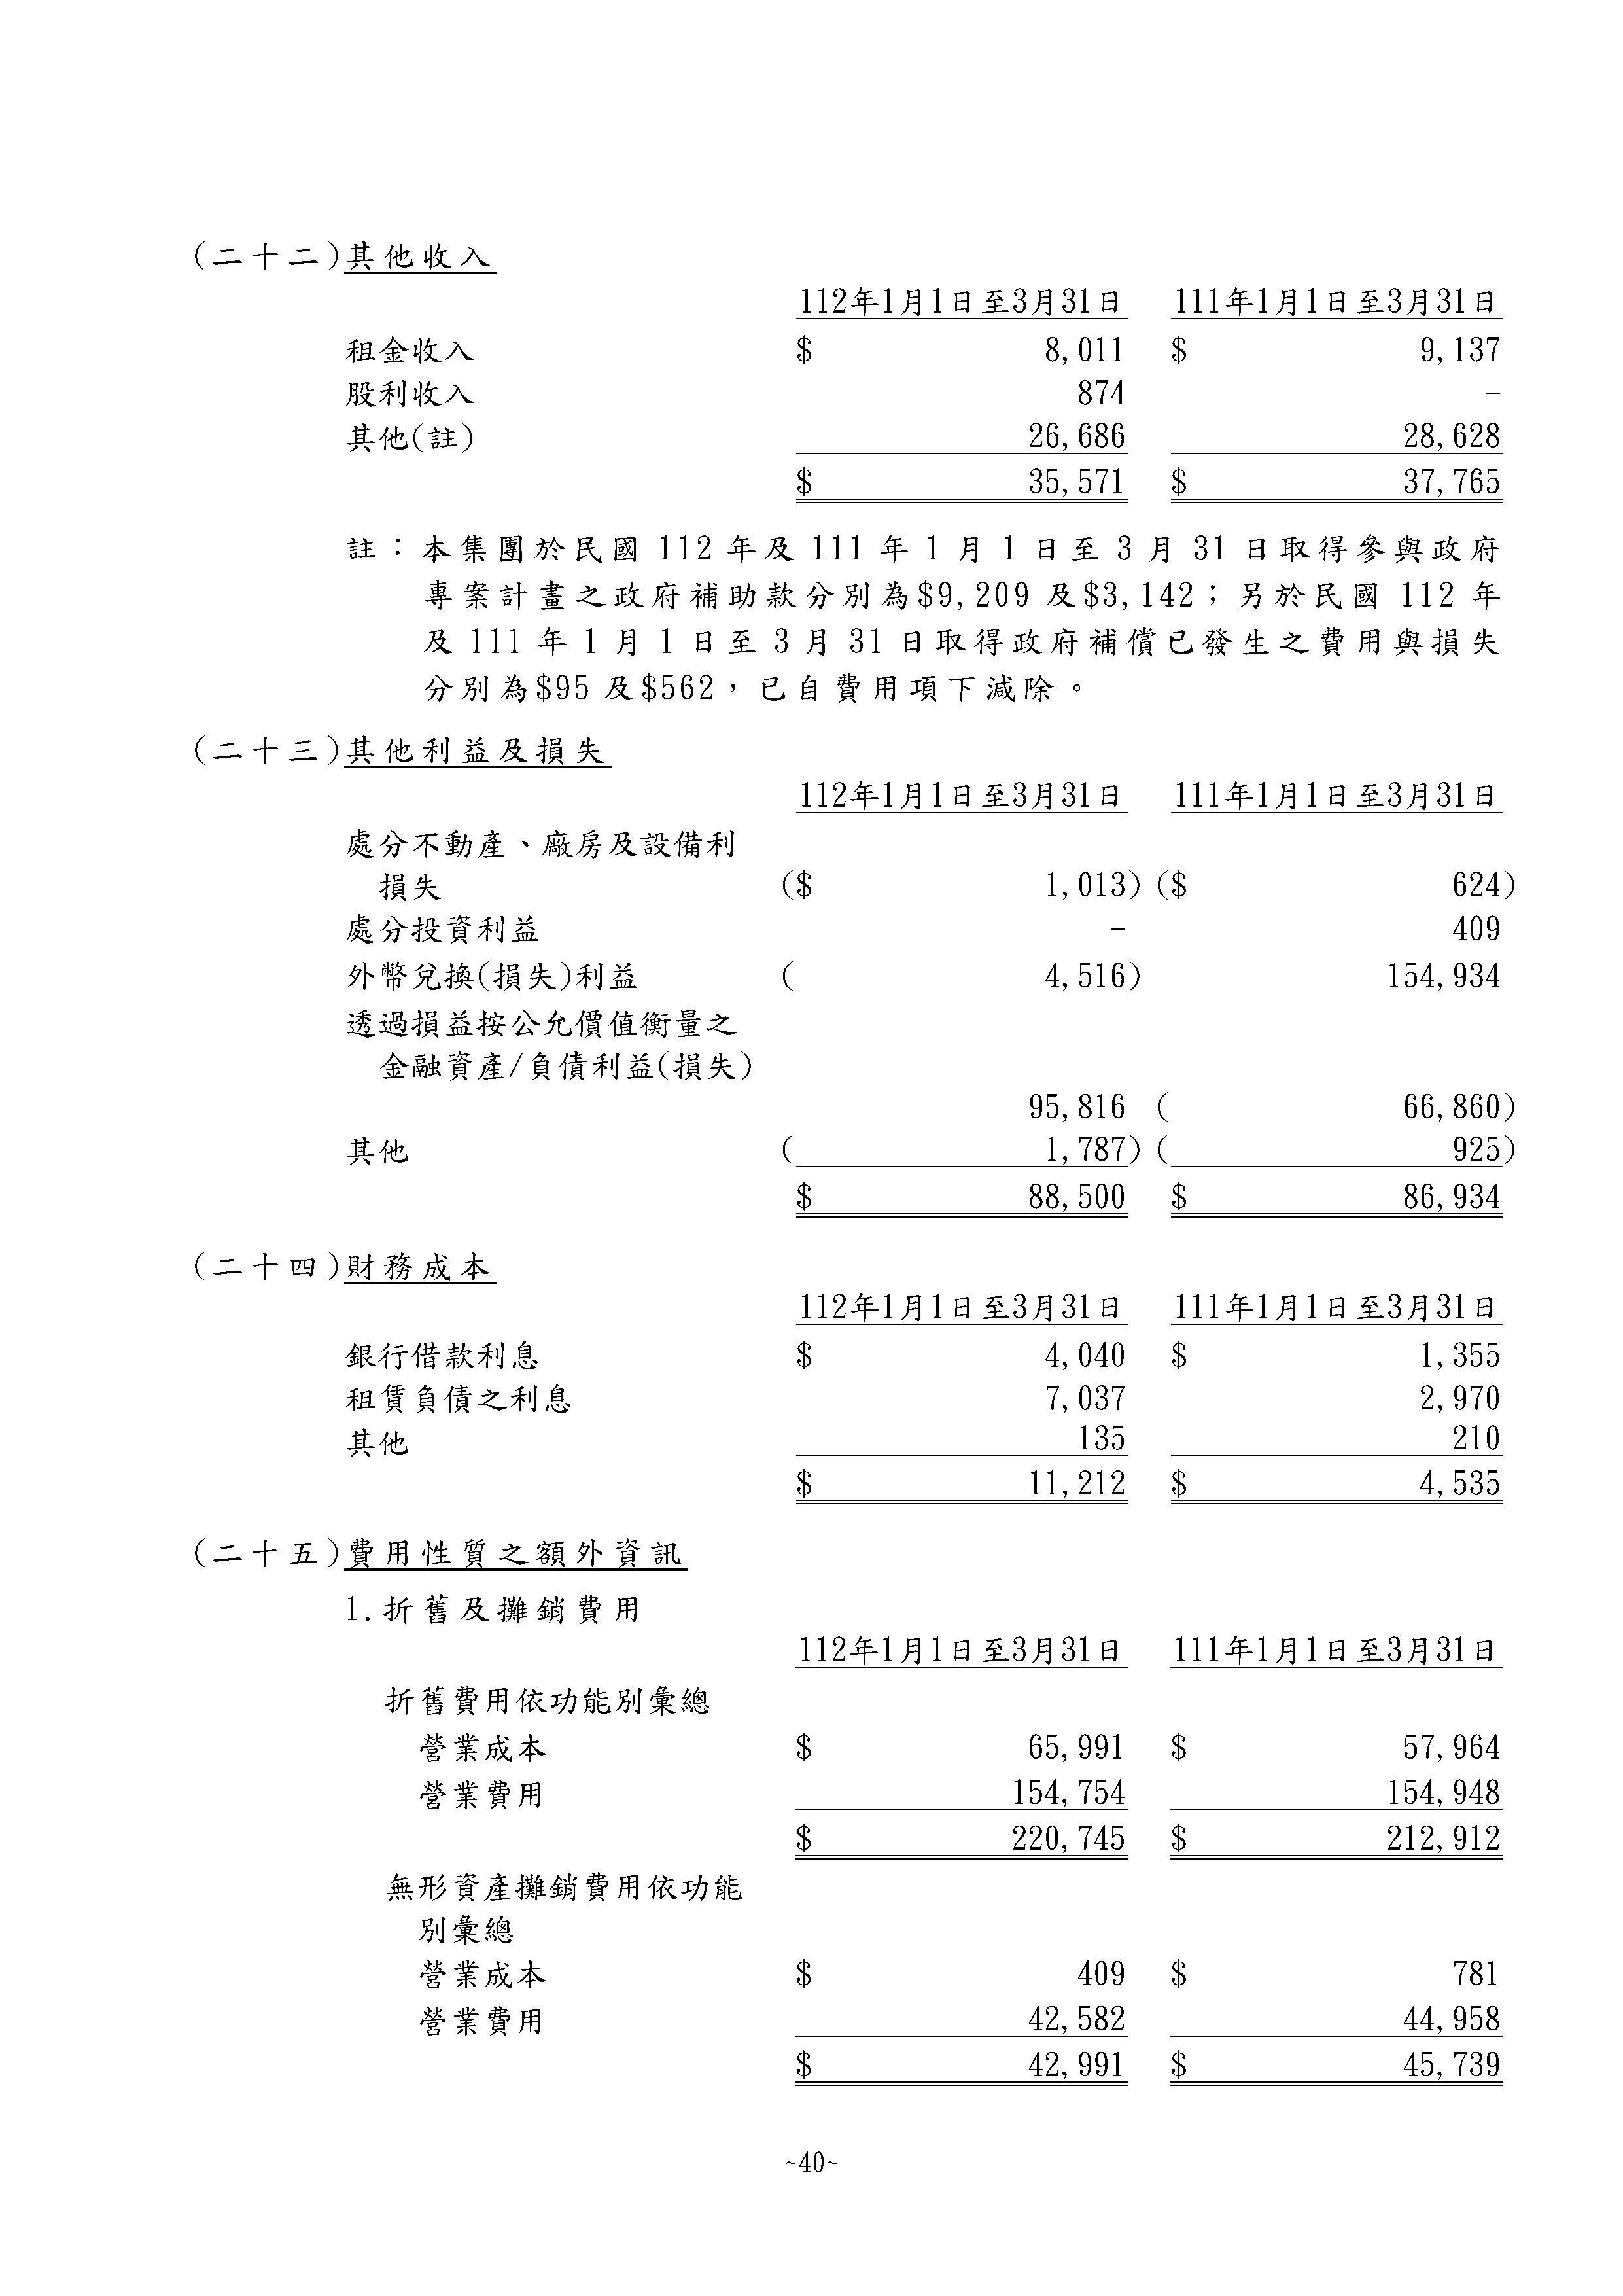 (二十二)其他收入
112年1月1日至3月31日 111年1月1日至3月31日
租金收入 $ 8,011 $ 9,137
股利收入 874 -
其他(註) 26,686 28,628
$ 35,571 $ 37,765
註：本集團於民國 112 年及 111 年 1 月 1 日至 3 月 31 日取得參與政府
專案計畫之政府補助款分別為$9,209 及$3,142；另於民國 112 年
及 111 年 1 月 1 日至 3 月 31 日取得政府補償已發生之費用與損失
分別為$95 及$562，已自費用項下減除。
(二十三)其他利益及損失
112年1月1日至3月31日 111年1月1日至3月31日
處分不動產、廠房及設備利
損失 ($ 1,013) ($ 624)
處分投資利益 - 409
外幣兌換(損失)利益 ( 4,516) 154,934
透過損益按公允價值衡量之
金融資產/負債利益(損失)
95,816 ( 66,860)
其他 ( 1,787) ( 925)
$ 88,500 $ 86,934
(二十四)財務成本
112年1月1日至3月31日 111年1月1日至3月31日
銀行借款利息 $ 4,040 $ 1,355
租賃負債之利息 7,037 2,970
其他 135 210
$ 11,212 $ 4,535
(二十五)費用性質之額外資訊
1.折舊及攤銷費用
112年1月1日至3月31日 111年1月1日至3月31日
折舊費用依功能別彙總
營業成本 $ 65,991 $ 57,964
營業費用 154,754 154,948
$ 220,745 $ 212,912
無形資產攤銷費用依功能
別彙總
營業成本 $ 409 $ 781
營業費用 42,582 44,958
$ 42,991 $ 45,739
~40~